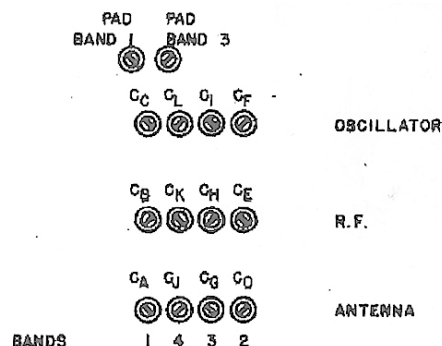 PAD PAD
BAND 1 BAND 3
CC CL CI CF
OSCILLATOR
CB CK CH CE
R.F.
CA CJ CG CD
ANTENNA
BANDS 1 4 3 2